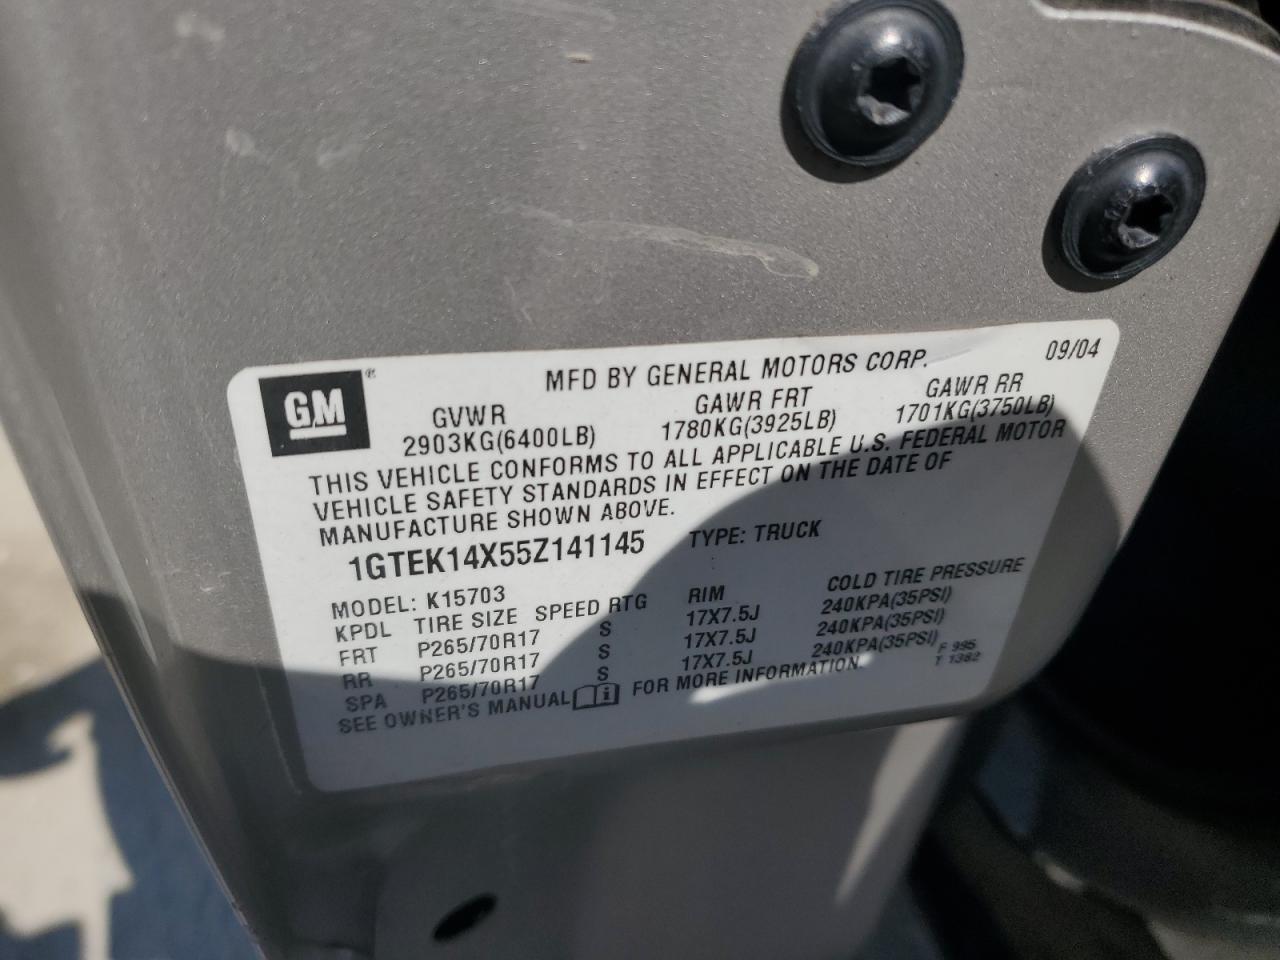 GM®
MFD BY GENERAL MOTORS CORP. 09/04
GVWR GAWR FRT GAWR RR
2903KG(6400LB) 1780KG(3925LB) 1701KG(3750LB)
THIS VEHICLE CONFORMS TO ALL APPLICABLE U.S. FEDERAL MOTOR
VEHICLE SAFETY STANDARDS IN EFFECT ON THE DATE OF
MANUFACTURE SHOWN ABOVE.
1GTEK14X55Z141145 TYPE: TRUCK
MODEL: K15703
KPDL TIRE SIZE SPEED RTG RIM COLD TIRE PRESSURE
FRT P265/70R17 S 17X7.5J 240KPA(35PSI)
RR P265/70R17 S 17X7.5J 240KPA(35PSI)
SPA P265/70R17 S 17X7.5J 240KPA(35PSI)
SEE OWNER'S MANUAL i FOR MORE INFORMATION.
F 995
T 1382